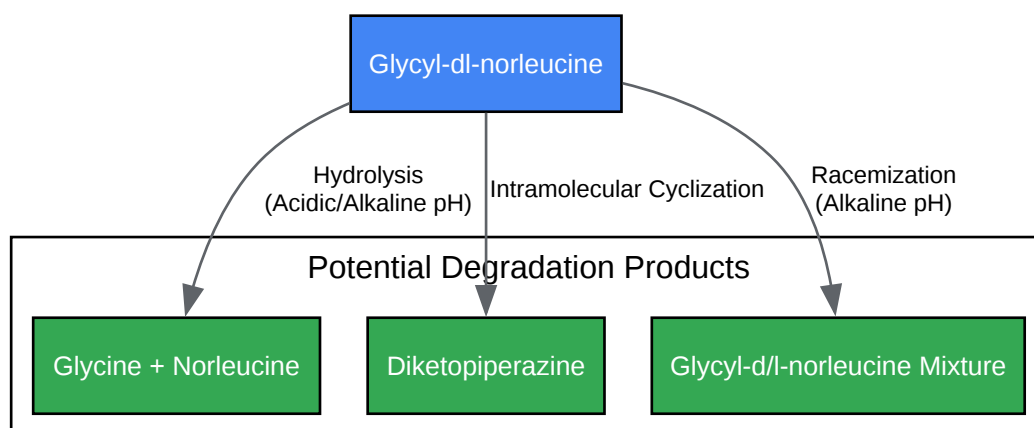 Glycyl-dl-norleucine
Hydrolysis
(Acidic/Alkaline pH)
Intramolecular Cyclization
Racemization
(Alkaline pH)
Potential Degradation Products
Glycine + Norleucine
Diketopiperazine
Glycyl-d/l-norleucine Mixture